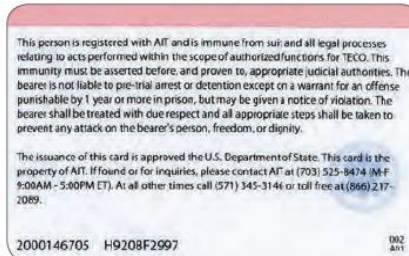 This person is registered with AIT and is immune from suit and all legal processes
relating to acts performed within the scope of authorized functions for TECO. This
immunity must be asserted before, and proven to, appropriate judicial authorities. The
bearer is not liable to pre-trial arrest or detention except on a warrant for an offense
punishable by 1 year or more in prison, but may be given a notice of violation. The
bearer shall be treated with due respect and all appropriate steps shall be taken to
prevent any attack on the bearer's person, freedom, or dignity.
The issuance of this card is approved the U.S. Department of State. This card is the
property of AIT. If found or for inquiries, please contact AIT at (703) 525-8474 (M-F
9:00AM - 5:00PM ET). At all other times call (571) 345-3146 or toll free at (866) 217-
2089.
2000146705 H9208F2997
002
A01